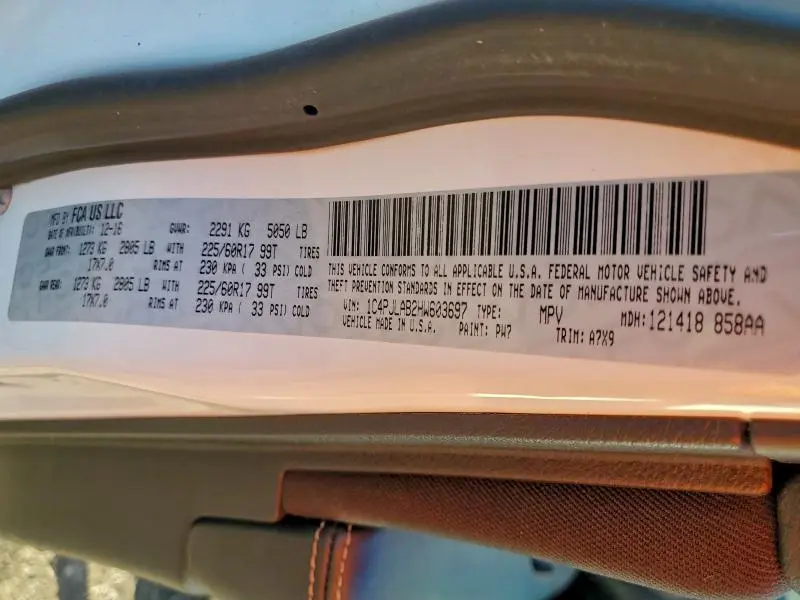 MFD BY FCA US LLC
DATE OF MFR(BUILT): 12-16 GVWR: 2291 KG 5050 LB
GAWR FRONT: 1273 KG 2805 LB WITH 225/60R17 99T TIRES
17X7.0 RIMS AT 230 KPA ( 33 PSI) COLD
GAWR REAR: 1273 KG 2805 LB WITH 225/60R17 99T TIRES
17X7.0 RIMS AT 230 KPA ( 33 PSI) COLD
THIS VEHICLE CONFORMS TO ALL APPLICABLE U.S.A. FEDERAL MOTOR VEHICLE SAFETY AND
THEFT PREVENTION STANDARDS IN EFFECT ON THE DATE OF MANUFACTURE SHOWN ABOVE.
VIN: 1C4PJLAB2HW603697 TYPE: MPV MDH:121418 858AA
VEHICLE MADE IN U.S.A. PAINT: PW7 TRIM: A7X9